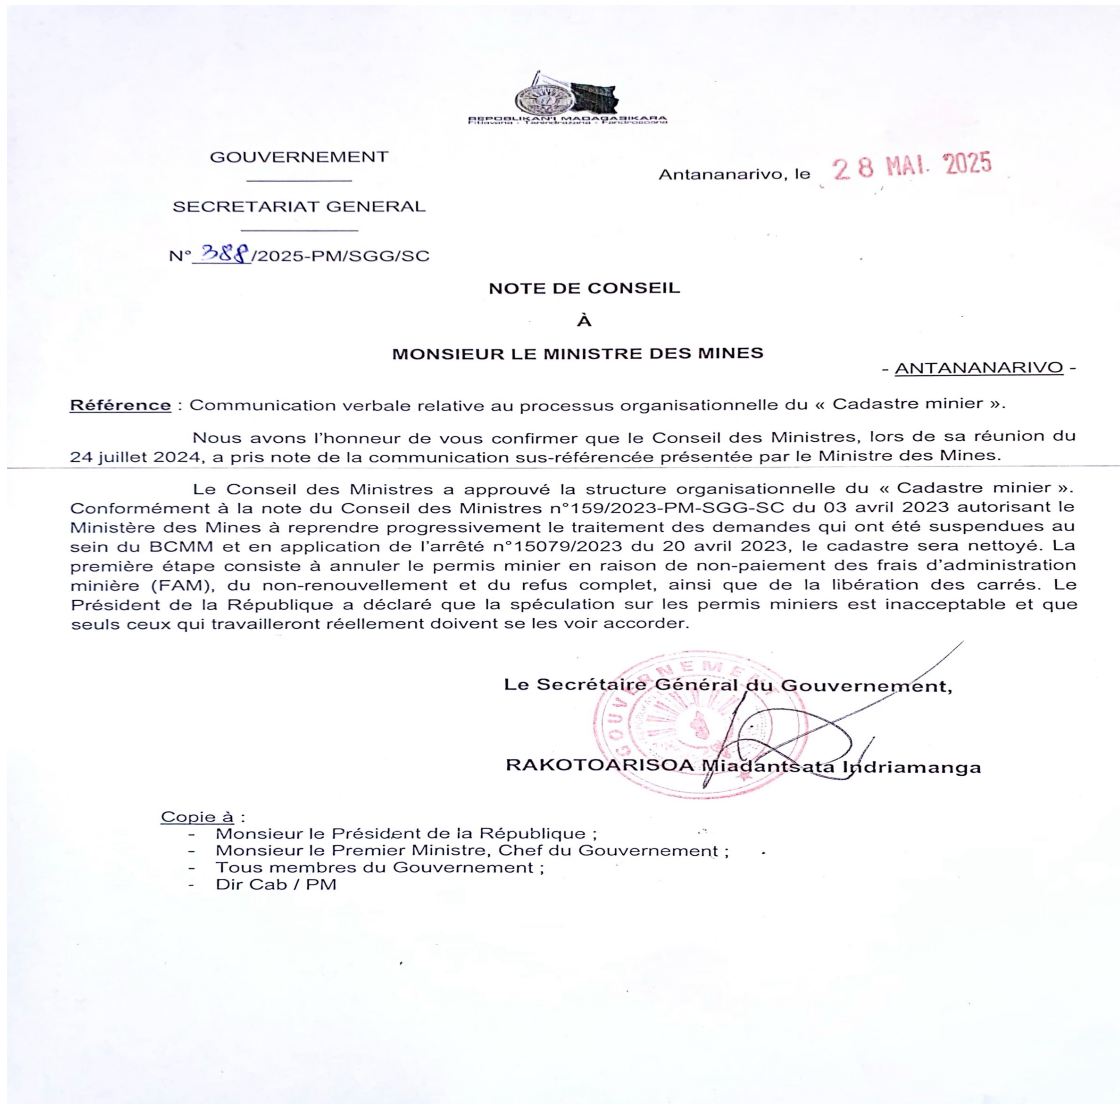 REPOBLIKAN'I MADAGASIKARA
Fitiavana - Tanindrazana - Fandrosoana
GOUVERNEMENT
Antananarivo, le 28 MAI. 2025
SECRETARIAT GENERAL
N° 388/2025-PM/SGG/SC
NOTE DE CONSEIL
À
MONSIEUR LE MINISTRE DES MINES
- ANTANANARIVO -
Référence : Communication verbale relative au processus organisationnelle du « Cadastre minier ».
Nous avons l'honneur de vous confirmer que le Conseil des Ministres, lors de sa réunion du
24 juillet 2024, a pris note de la communication sus-référencée présentée par le Ministre des Mines.
Le Conseil des Ministres a approuvé la structure organisationnelle du « Cadastre minier ».
Conformément à la note du Conseil des Ministres n°159/2023-PM-SGG-SC du 03 avril 2023 autorisant le
Ministère des Mines à reprendre progressivement le traitement des demandes qui ont été suspendues au
sein du BCMM et en application de l'arrêté n°15079/2023 du 20 avril 2023, le cadastre sera nettoyé. La
première étape consiste à annuler le permis minier en raison de non-paiement des frais d'administration
minière (FAM), du non-renouvellement et du refus complet, ainsi que de la libération des carrés. Le
Président de la République a déclaré que la spéculation sur les permis miniers est inacceptable et que
seuls ceux qui travailleront réellement doivent se les voir accorder.
Le Secrétaire Général du Gouvernement,
GOUVERNEMENT
RAKOTOARISOA Miadantsata Indriamanga
Copie à :
- Monsieur le Président de la République ;
- Monsieur le Premier Ministre, Chef du Gouvernement ;
- Tous membres du Gouvernement ;
- Dir Cab / PM